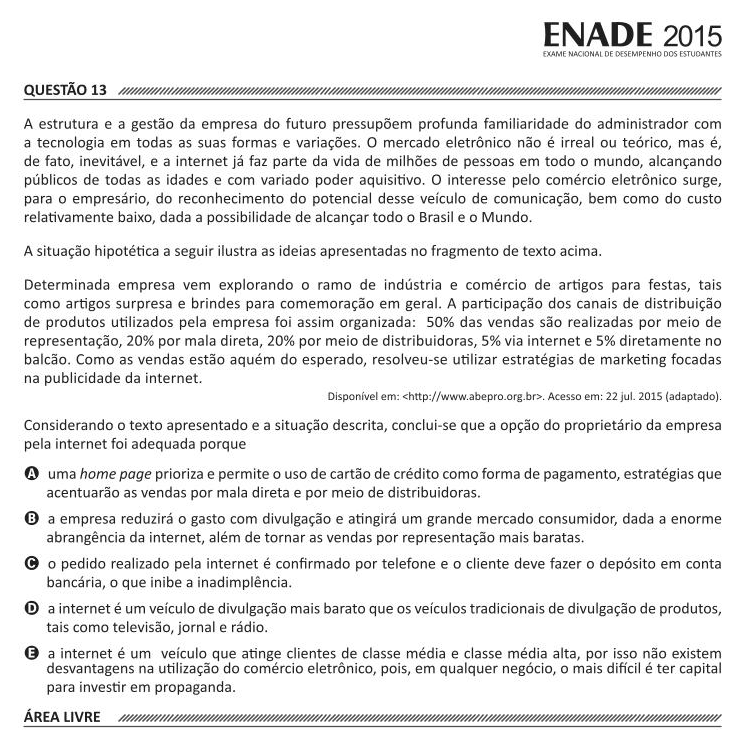 ENADE 2015
EXAME NACIONAL DE DESEMPENHO DOS ESTUDANTES
QUESTÃO 13
A estrutura e a gestão da empresa do futuro pressupõem profunda familiaridade do administrador com
a tecnologia em todas as suas formas e variações. O mercado eletrônico não é irreal ou teórico, mas é,
de fato, inevitável, e a internet já faz parte da vida de milhões de pessoas em todo o mundo, alcançando
públicos de todas as idades e com variado poder aquisitivo. O interesse pelo comércio eletrônico surge,
para o empresário, do reconhecimento do potencial desse veículo de comunicação, bem como do custo
relativamente baixo, dada a possibilidade de alcançar todo o Brasil e o Mundo.
A situação hipotética a seguir ilustra as ideias apresentadas no fragmento de texto acima.
Determinada empresa vem explorando o ramo de indústria e comércio de artigos para festas, tais
como artigos surpresa e brindes para comemoração em geral. A participação dos canais de distribuição
de produtos utilizados pela empresa foi assim organizada: 50% das vendas são realizadas por meio de
representação, 20% por mala direta, 20% por meio de distribuidoras, 5% via internet e 5% diretamente no
balcão. Como as vendas estão aquém do esperado, resolveu-se utilizar estratégias de marketing focadas
na publicidade da internet.
Disponível em: <http://www.abepro.org.br>. Acesso em: 22 jul. 2015 (adaptado).
Considerando o texto apresentado e a situação descrita, conclui-se que a opção do proprietário da empresa
pela internet foi adequada porque
A uma home page prioriza e permite o uso de cartão de crédito como forma de pagamento, estratégias que
acentuarão as vendas por mala direta e por meio de distribuidoras.
B a empresa reduzirá o gasto com divulgação e atingirá um grande mercado consumidor, dada a enorme
abrangência da internet, além de tornar as vendas por representação mais baratas.
C o pedido realizado pela internet é confirmado por telefone e o cliente deve fazer o depósito em conta
bancária, o que inibe a inadimplência.
D a internet é um veículo de divulgação mais barato que os veículos tradicionais de divulgação de produtos,
tais como televisão, jornal e rádio.
E a internet é um veículo que atinge clientes de classe média e classe média alta, por isso não existem
desvantagens na utilização do comércio eletrônico, pois, em qualquer negócio, o mais difícil é ter capital
para investir em propaganda.
ÁREA LIVRE